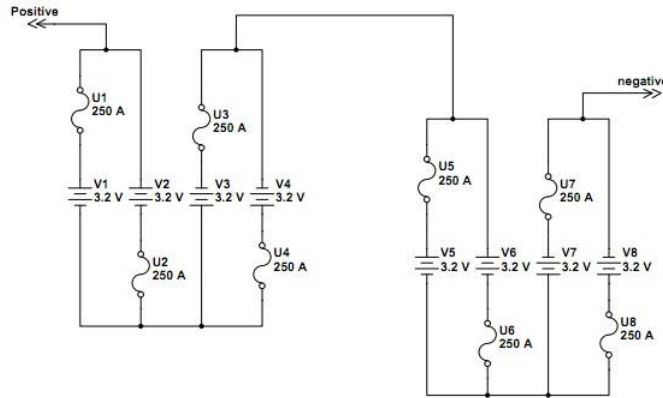 Positive
negative
U1
250 A
U3
250 A
U5
250 A
U7
250 A
V1
3.2 V
V2
3.2 V
V3
3.2 V
V4
3.2 V
U2
250 A
U4
250 A
V5
3.2 V
V6
3.2 V
V7
3.2 V
V8
3.2 V
U6
250 A
U8
250 A